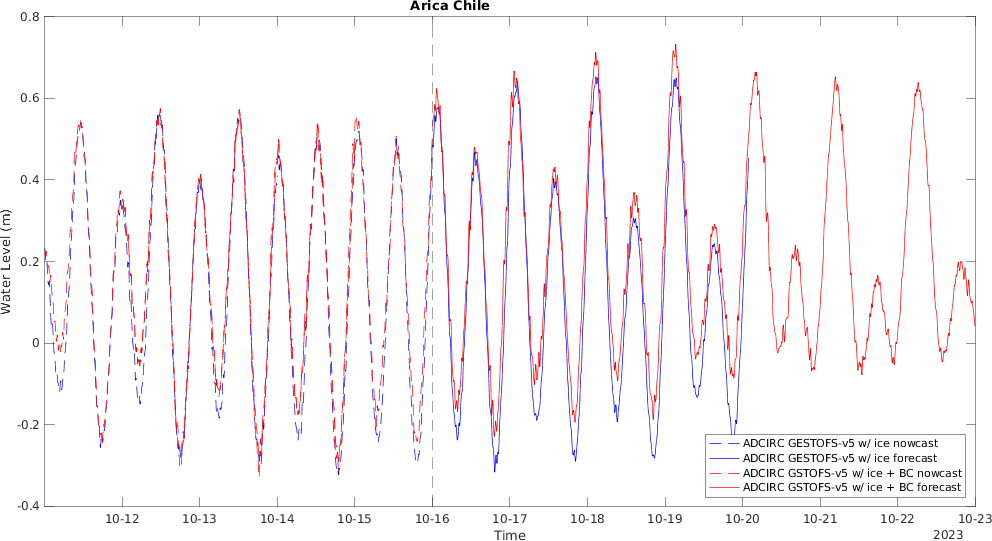 Arica Chile
Water Level (m)
0.8
0.6
0.4
0.2
0
-0.2
-0.4
ADCIRC GESTOFS-v5 w/ ice nowcast
ADCIRC GESTOFS-v5 w/ ice forecast
ADCIRC GSTOFS-v5 w/ ice + BC nowcast
ADCIRC GSTOFS-v5 w/ ice + BC forecast
10-12 10-13 10-14 10-15 10-16 10-17 10-18 10-19 10-20 10-21 10-22 10-23
Time
2023